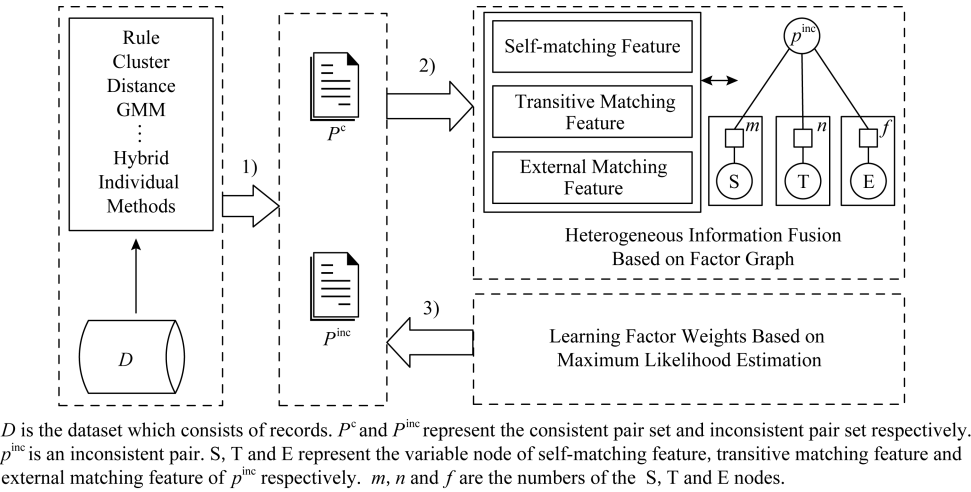 Rule
Cluster
Distance
GMM
⋮
Hybrid
Individual
Methods
D
1)
P^c
P^inc
2)
3)
Self-matching Feature
Transitive Matching
Feature
External Matching
Feature
p^inc
m
n
f
S
T
E
Heterogeneous Information Fusion
Based on Factor Graph
Learning Factor Weights Based on
Maximum Likelihood Estimation
D is the dataset which consists of records. P^c and P^inc represent the consistent pair set and inconsistent pair set respectively.
p^inc is an inconsistent pair. S, T and E represent the variable node of self-matching feature, transitive matching feature and
external matching feature of p^inc respectively. m, n and f are the numbers of the S, T and E nodes.